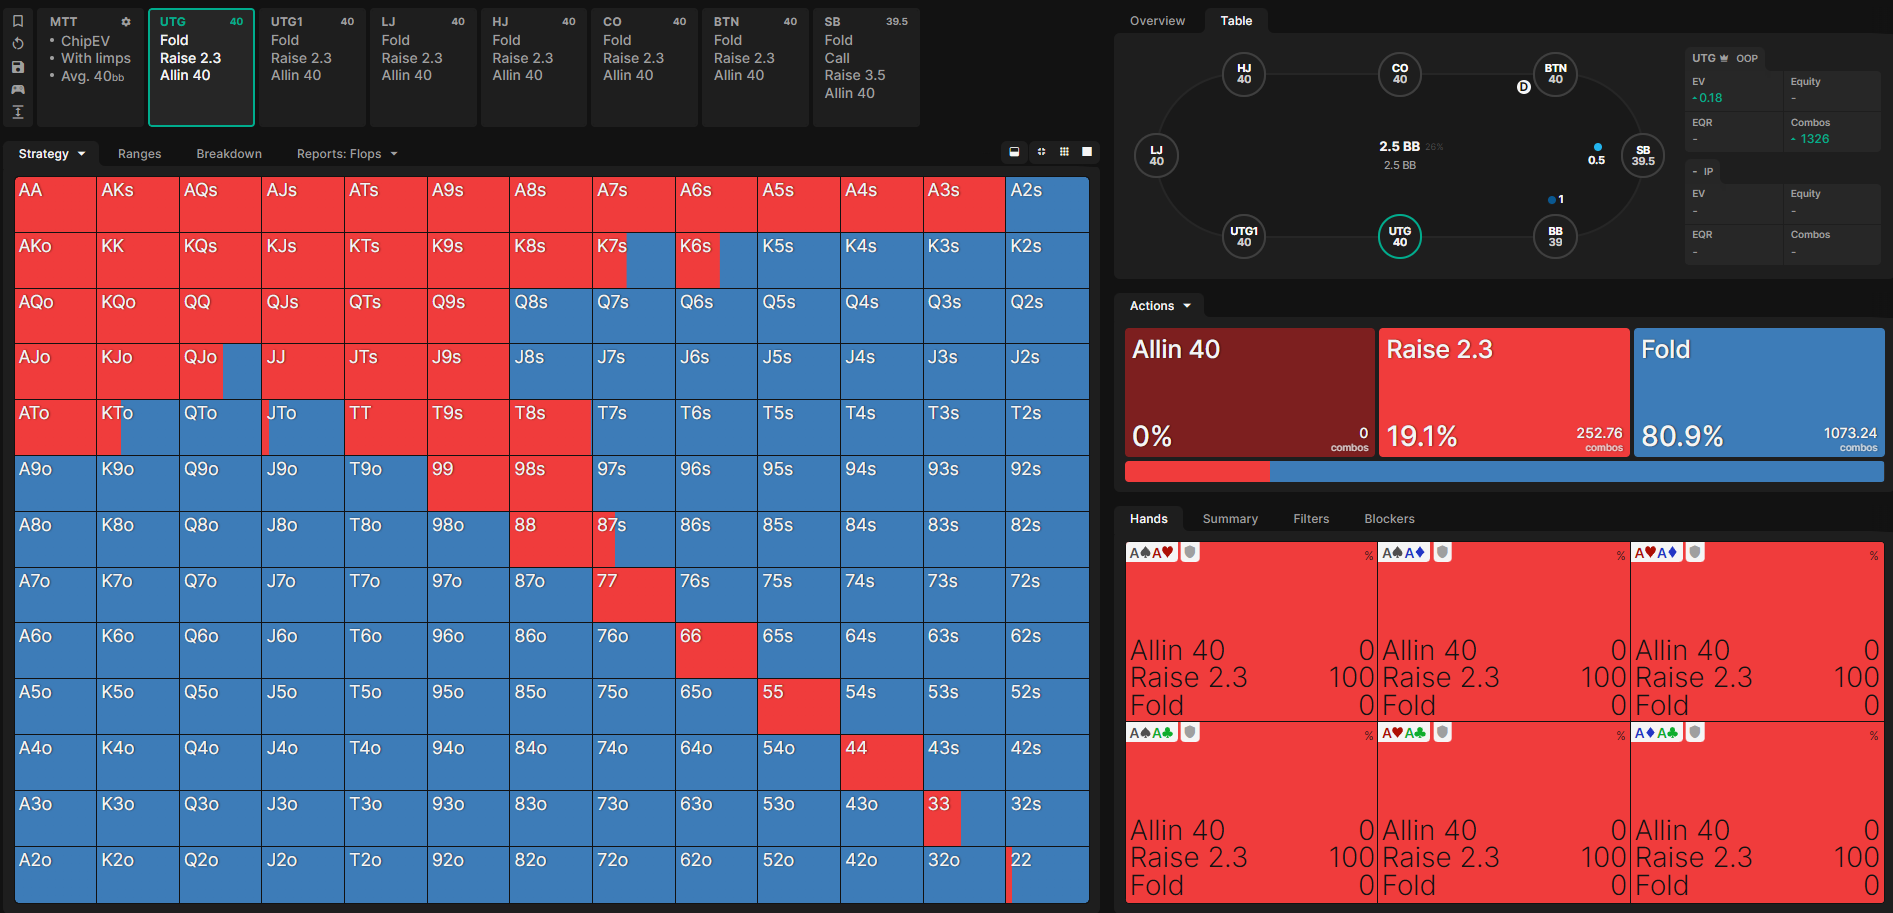 MTT
• ChipEV
• With limps
• Avg. 40bb
UTG 40
Fold
Raise 2.3
Allin 40
UTG1 40
Fold
Raise 2.3
Allin 40
LJ 40
Fold
Raise 2.3
Allin 40
HJ 40
Fold
Raise 2.3
Allin 40
CO 40
Fold
Raise 2.3
Allin 40
BTN 40
Fold
Raise 2.3
Allin 40
SB 39.5
Fold
Call
Raise 3.5
Allin 40
Strategy Ranges Breakdown Reports: Flops
AA AKs AQs AJs ATs A9s A8s A7s A6s A5s A4s A3s A2s
AKo KK KQs KJs KTs K9s K8s K7s K6s K5s K4s K3s K2s
AQo KQo QQ QJs QTs Q9s Q8s Q7s Q6s Q5s Q4s Q3s Q2s
AJo KJo QJo JJ JTs J9s J8s J7s J6s J5s J4s J3s J2s
ATo KTo QTo JTo TT T9s T8s T7s T6s T5s T4s T3s T2s
A9o K9o Q9o J9o T9o 99 98s 97s 96s 95s 94s 93s 92s
A8o K8o Q8o J8o T8o 98o 88 87s 86s 85s 84s 83s 82s
A7o K7o Q7o J7o T7o 97o 87o 77 76s 75s 74s 73s 72s
A6o K6o Q6o J6o T6o 96o 86o 76o 66 65s 64s 63s 62s
A5o K5o Q5o J5o T5o 95o 85o 75o 65o 55 54s 53s 52s
A4o K4o Q4o J4o T4o 94o 84o 74o 64o 54o 44 43s 42s
A3o K3o Q3o J3o T3o 93o 83o 73o 63o 53o 43o 33 32s
A2o K2o Q2o J2o T2o 92o 82o 72o 62o 52o 42o 32o 22
Overview Table
HJ
40
CO
40
BTN
40
D
LJ
40
2.5 BB 26%
2.5 BB
0.5
SB
39.5
1
UTG1
40
UTG
40
BB
39
UTG OOP
EV Equity
0.18 -
EQR Combos
- 1326
- IP
EV Equity
- -
EQR Combos
- -
Actions
Allin 40
0%
0
combos
Raise 2.3
19.1%
252.76
combos
Fold
80.9%
1073.24
combos
Hands Summary Filters Blockers
A♠A♥ %
Allin 40 0
Raise 2.3 100
Fold 0
A♠A♦ %
Allin 40 0
Raise 2.3 100
Fold 0
A♥A♦ %
Allin 40 0
Raise 2.3 100
Fold 0
A♠A♣ %
Allin 40 0
Raise 2.3 100
Fold 0
A♥A♣ %
Allin 40 0
Raise 2.3 100
Fold 0
A♦A♣ %
Allin 40 0
Raise 2.3 100
Fold 0